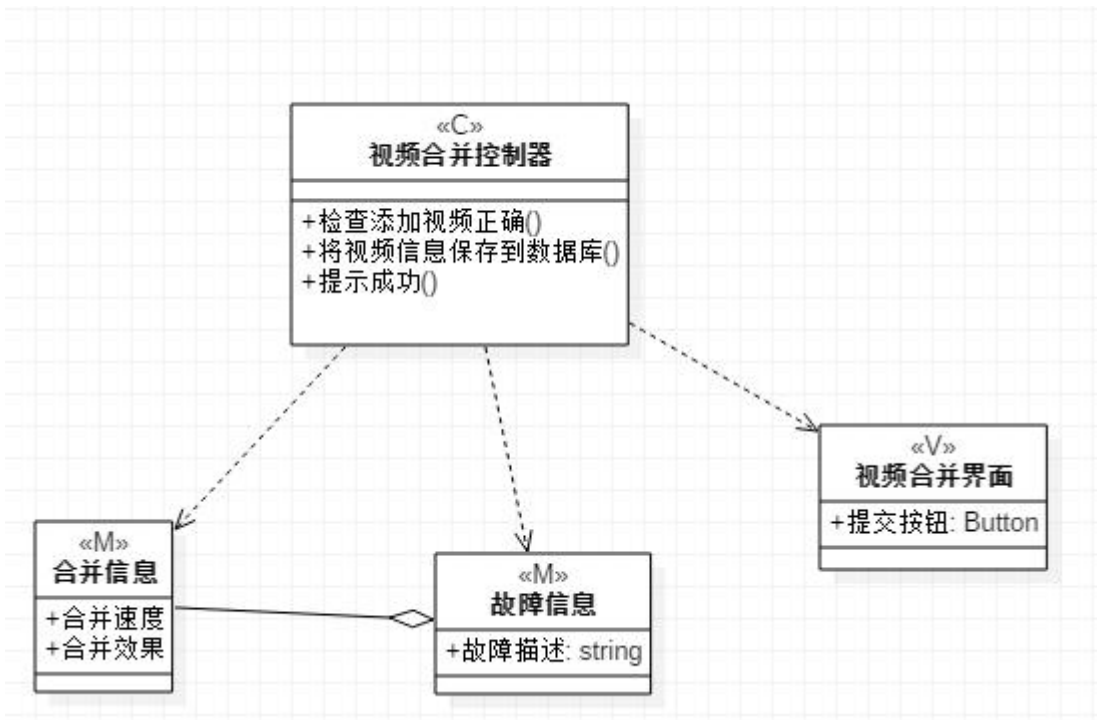 «C»
视频合并控制器
+检查添加视频正确()
+将视频信息保存到数据库()
+提示成功()
«V»
视频合并界面
+提交按钮: Button
«M»
合并信息
+合并速度
+合并效果
«M»
故障信息
+故障描述: string